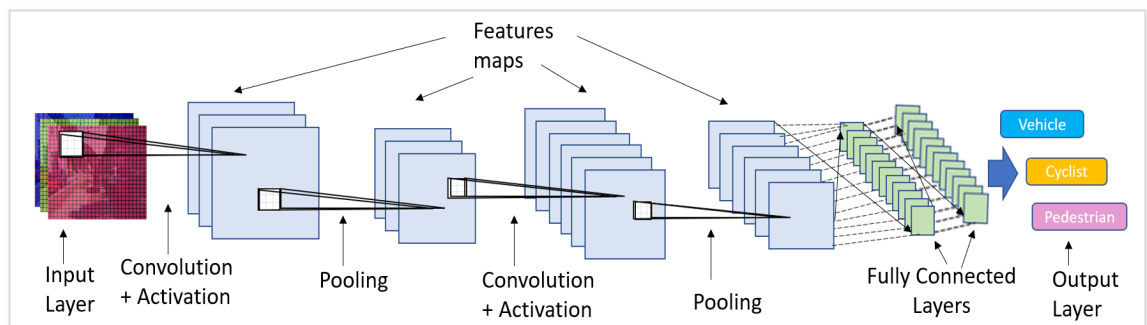 Features
maps
Vehicle
Cyclist
Pedestrian
Input
Layer
Convolution
+ Activation
Pooling
Convolution
+ Activation
Pooling
Fully Connected
Layers
Output
Layer